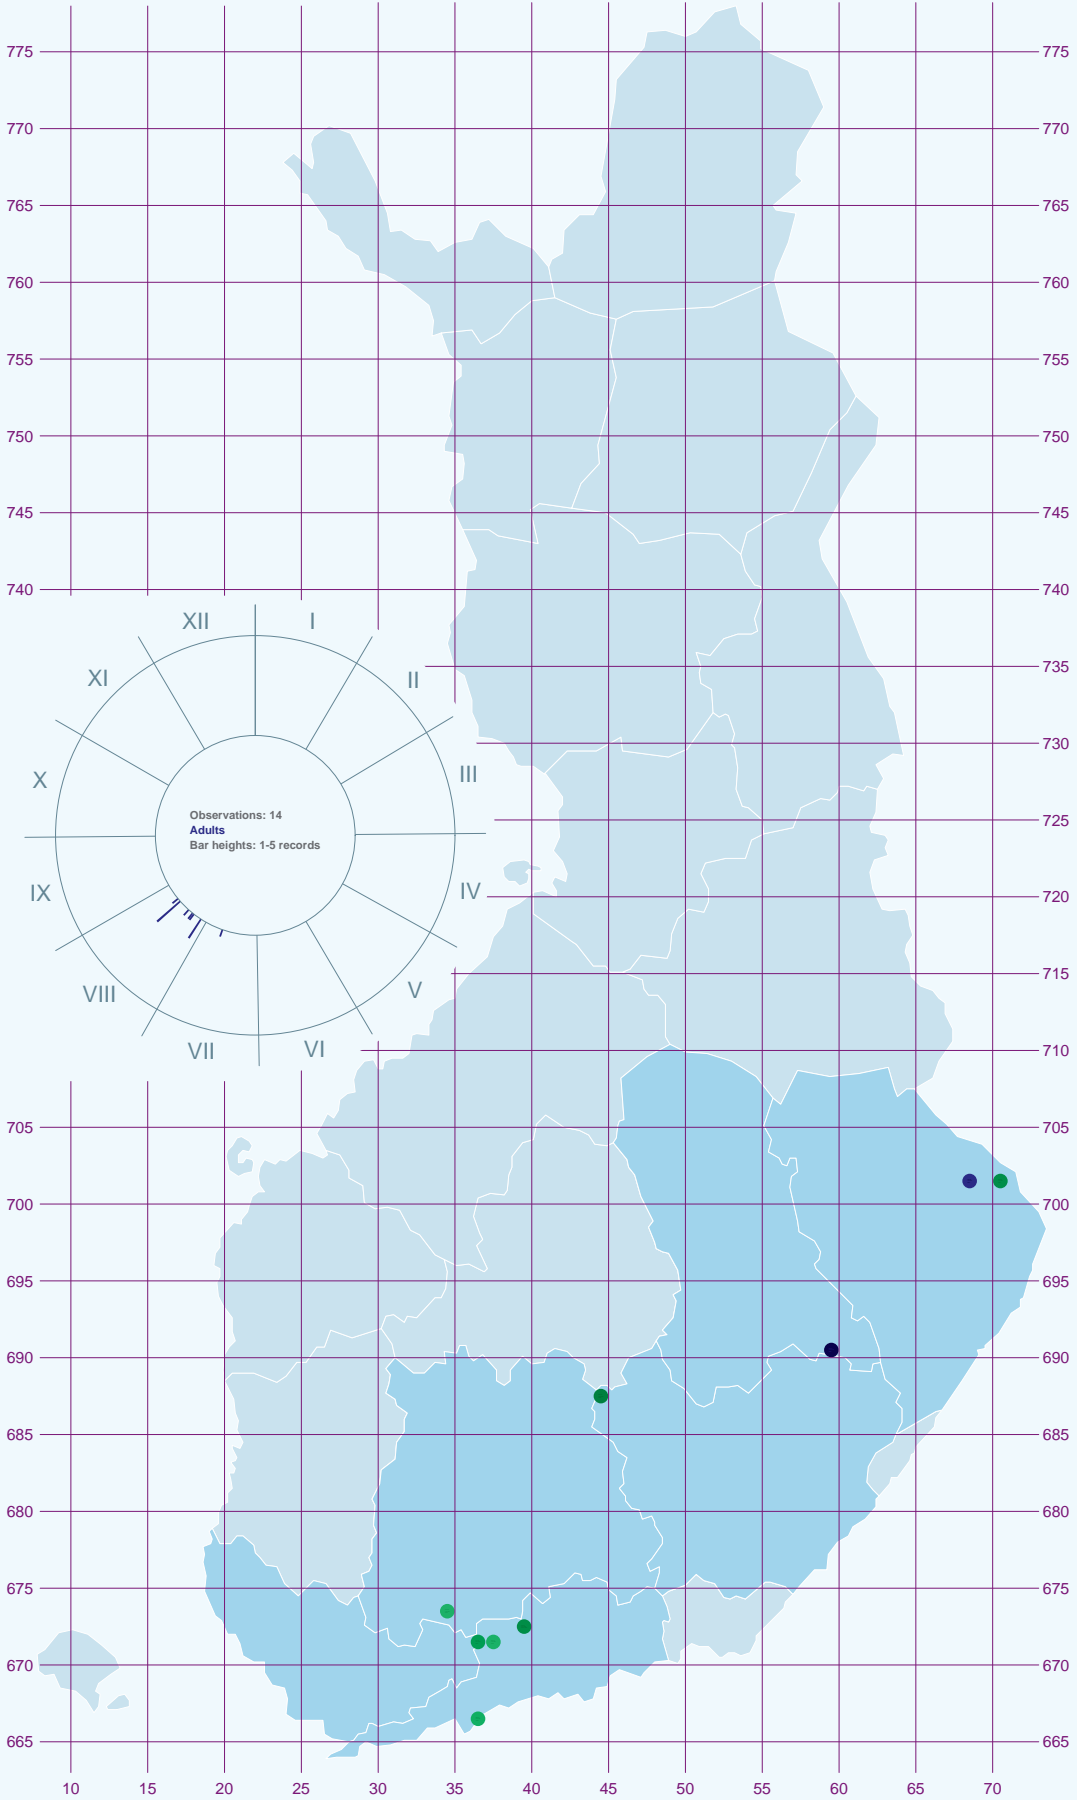 775 775
770 770
765 765
760 760
755 755
750 750
745 745
740 740
XII I
735
XI II
730
X III
Observations: 14
Adults
Bar heights: 1-5 records
725
IX IV
720
VIII V
715
VII VI
710
705 705
700 700
695 695
690 690
685 685
680 680
675 675
670 670
665 665
10 15 20 25 30 35 40 45 50 55 60 65 70